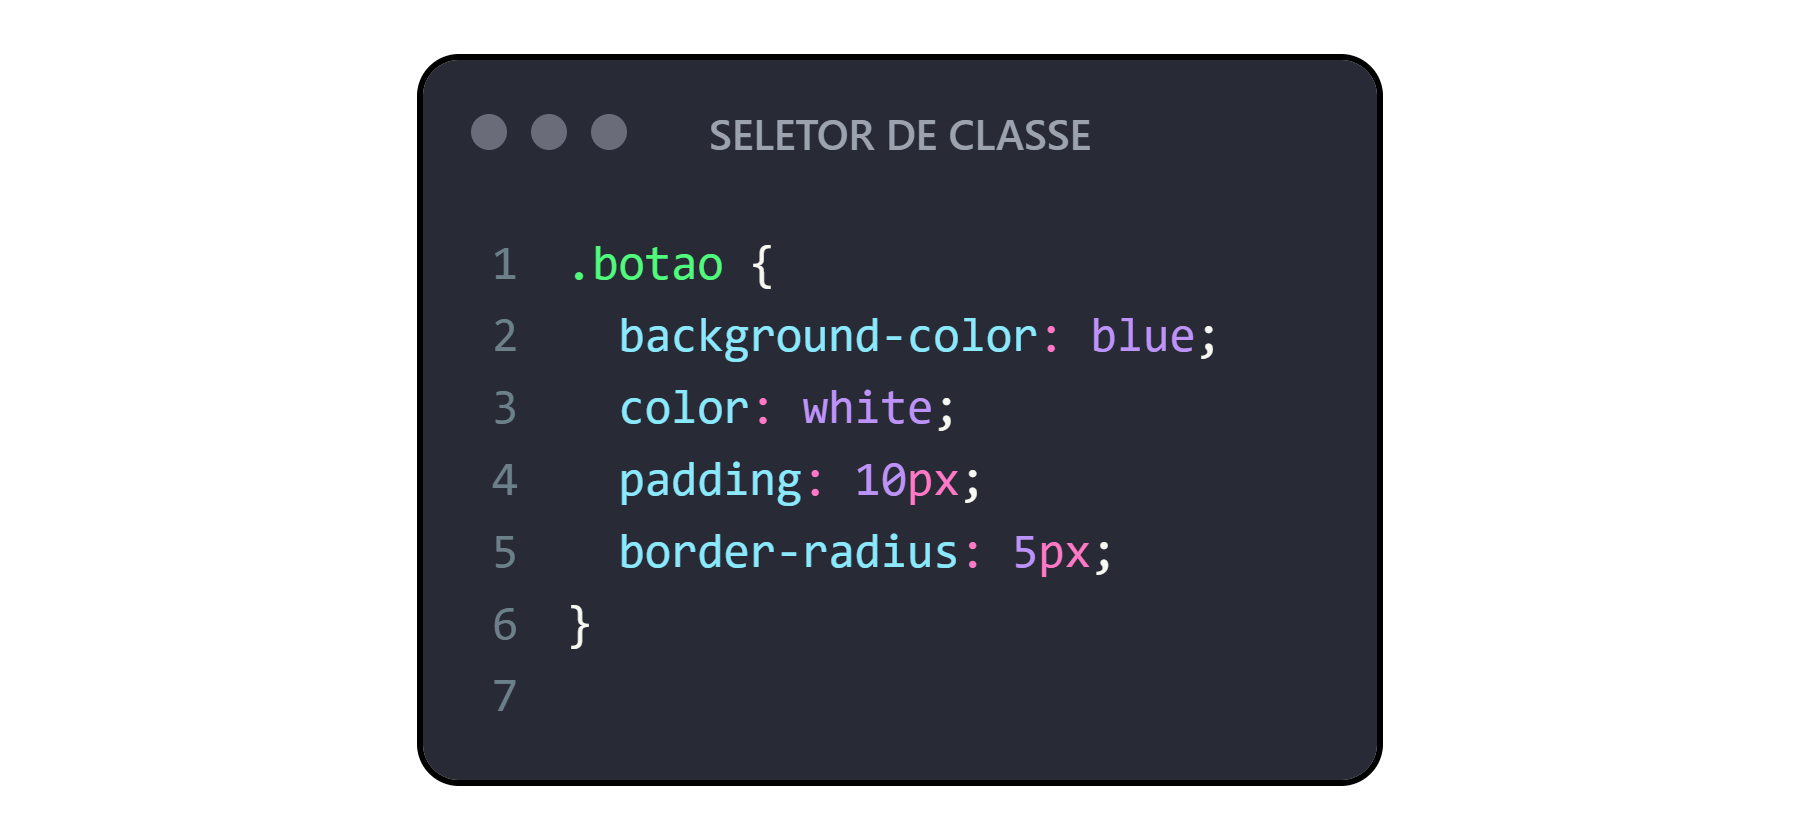 SELETOR DE CLASSE
1 .botao {
2   background-color: blue;
3   color: white;
4   padding: 10px;
5   border-radius: 5px;
6 }
7